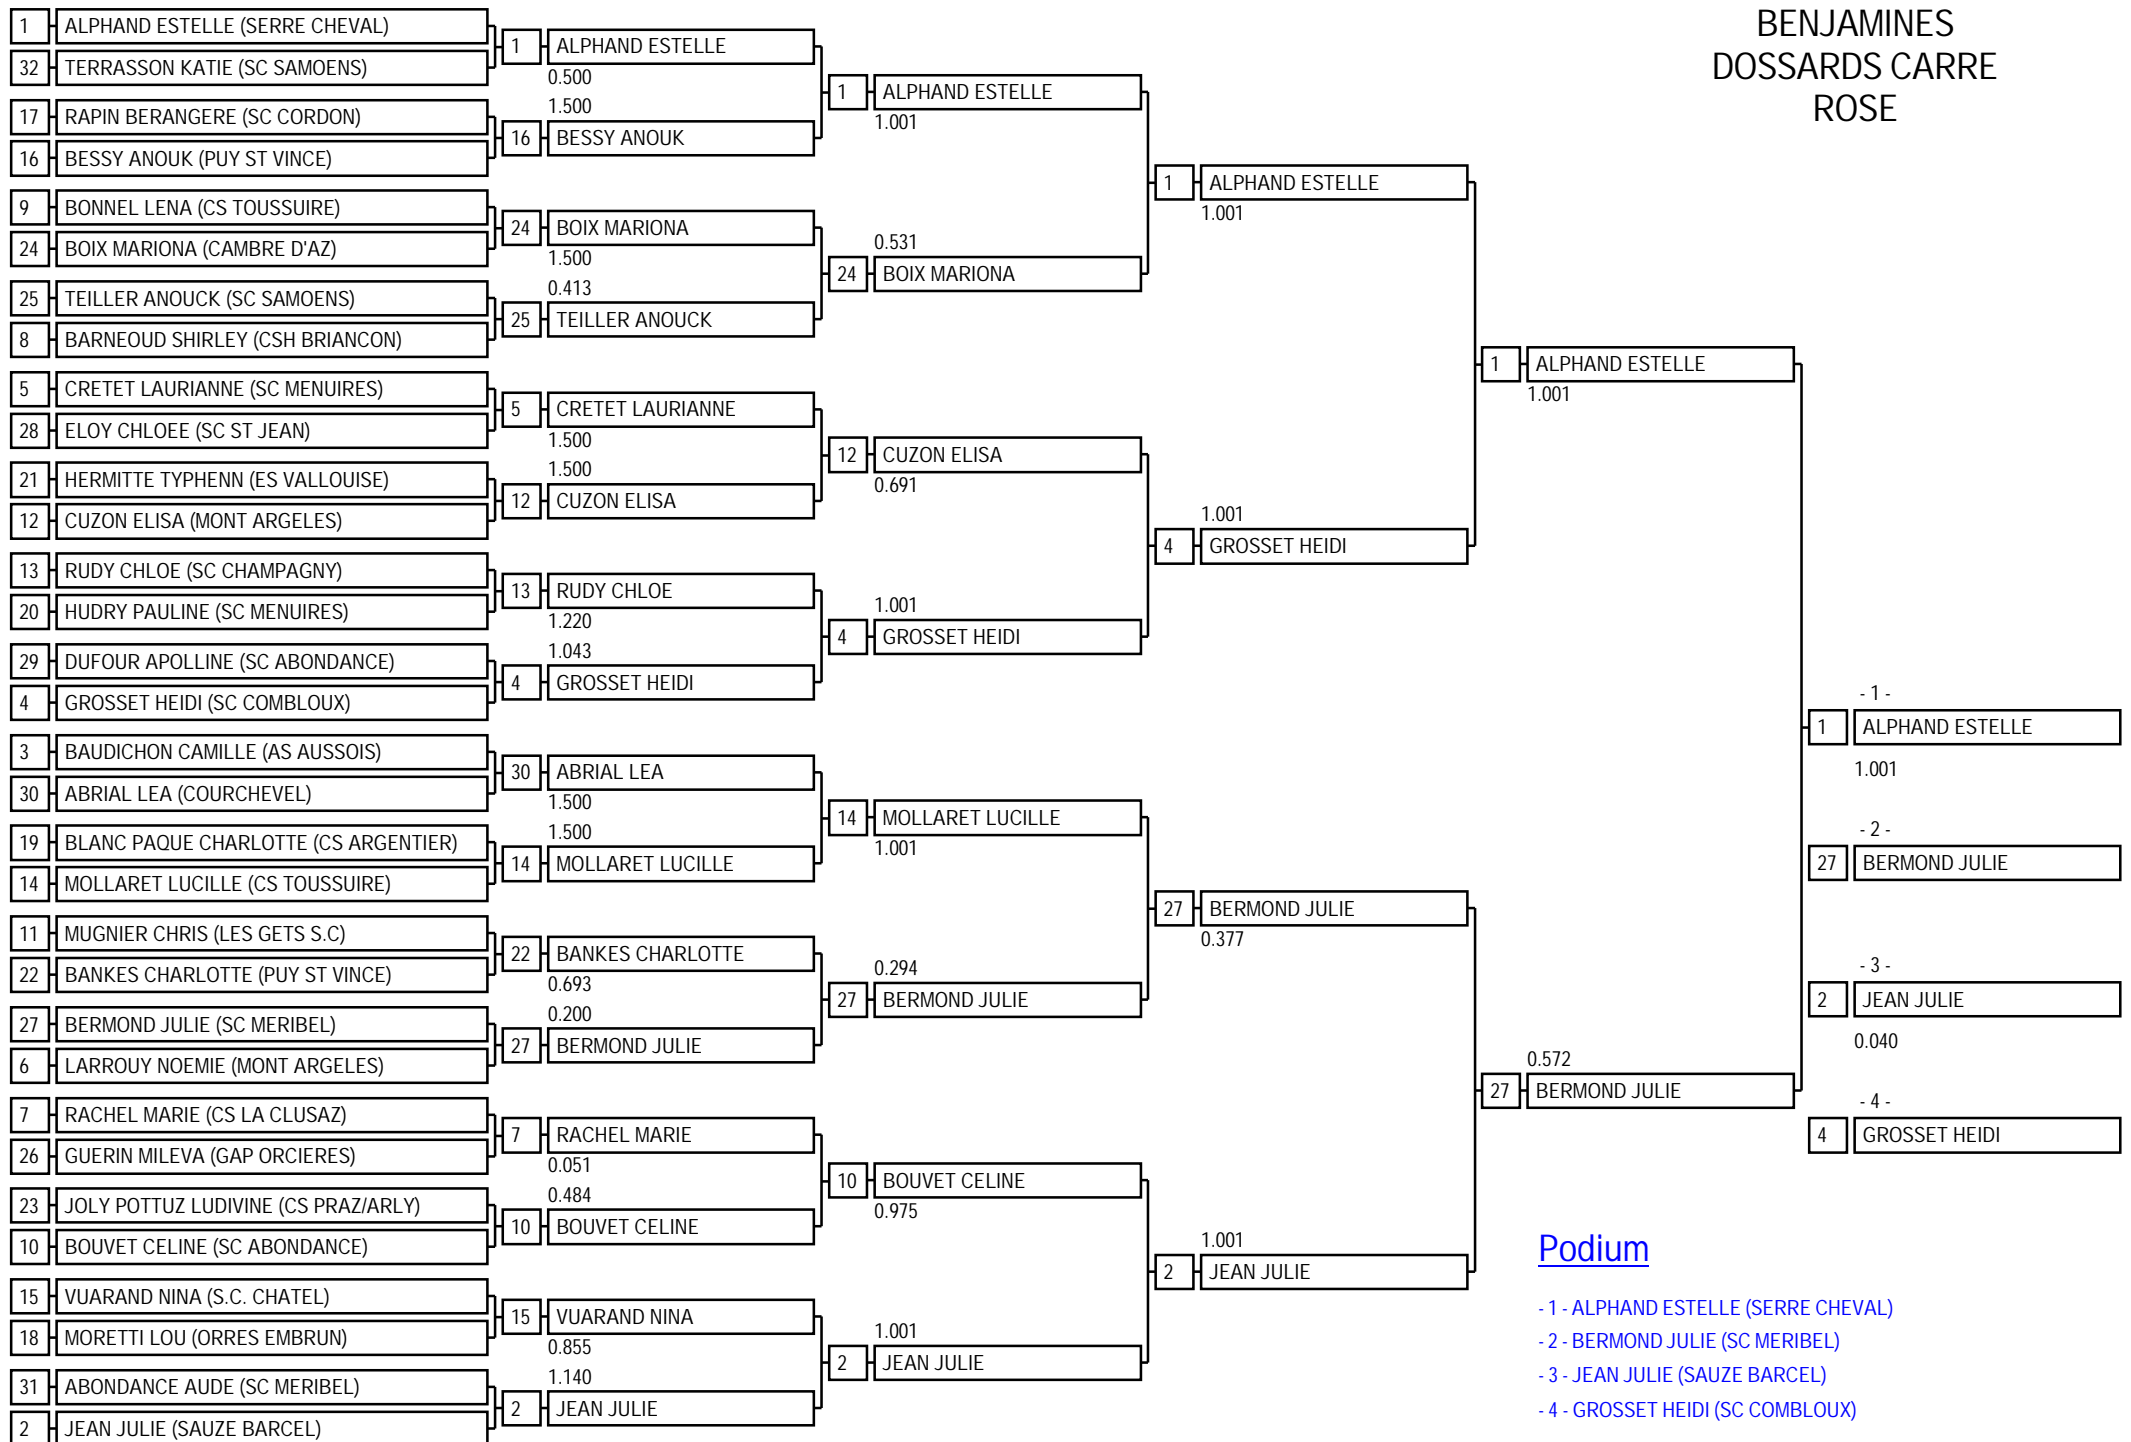 BENJAMINES
DOSSARDS CARRE
ROSE
1 ALPHAND ESTELLE (SERRE CHEVAL)
32 TERRASSON KATIE (SC SAMOENS)
17 RAPIN BERANGERE (SC CORDON)
16 BESSY ANOUK (PUY ST VINCE)
9 BONNEL LENA (CS TOUSSUIRE)
24 BOIX MARIONA (CAMBRE D'AZ)
25 TEILLER ANOUCK (SC SAMOENS)
8 BARNEOUD SHIRLEY (CSH BRIANCON)
5 CRETET LAURIANNE (SC MENUIRES)
28 ELOY CHLOEE (SC ST JEAN)
21 HERMITTE TYPHENN (ES VALLOUISE)
12 CUZON ELISA (MONT ARGELES)
13 RUDY CHLOE (SC CHAMPAGNY)
20 HUDRY PAULINE (SC MENUIRES)
29 DUFOUR APOLLINE (SC ABONDANCE)
4 GROSSET HEIDI (SC COMBLOUX)
3 BAUDICHON CAMILLE (AS AUSSOIS)
30 ABRIAL LEA (COURCHEVEL)
19 BLANC PAQUE CHARLOTTE (CS ARGENTIER)
14 MOLLARET LUCILLE (CS TOUSSUIRE)
11 MUGNIER CHRIS (LES GETS S.C)
22 BANKES CHARLOTTE (PUY ST VINCE)
27 BERMOND JULIE (SC MERIBEL)
6 LARROUY NOEMIE (MONT ARGELES)
7 RACHEL MARIE (CS LA CLUSAZ)
26 GUERIN MILEVA (GAP ORCIERES)
23 JOLY POTTUZ LUDIVINE (CS PRAZ/ARLY)
10 BOUVET CELINE (SC ABONDANCE)
15 VUARAND NINA (S.C. CHATEL)
18 MORETTI LOU (ORRES EMBRUN)
31 ABONDANCE AUDE (SC MERIBEL)
2 JEAN JULIE (SAUZE BARCEL)
1 ALPHAND ESTELLE
0.500
1.500
16 BESSY ANOUK
24 BOIX MARIONA
1.500
0.413
25 TEILLER ANOUCK
5 CRETET LAURIANNE
1.500
1.500
12 CUZON ELISA
13 RUDY CHLOE
1.220
1.043
4 GROSSET HEIDI
30 ABRIAL LEA
1.500
1.500
14 MOLLARET LUCILLE
22 BANKES CHARLOTTE
0.693
0.200
27 BERMOND JULIE
7 RACHEL MARIE
0.051
0.484
10 BOUVET CELINE
15 VUARAND NINA
0.855
1.140
2 JEAN JULIE
1 ALPHAND ESTELLE
1.001
0.531
24 BOIX MARIONA
12 CUZON ELISA
0.691
1.001
4 GROSSET HEIDI
14 MOLLARET LUCILLE
1.001
0.294
27 BERMOND JULIE
10 BOUVET CELINE
0.975
1.001
2 JEAN JULIE
1 ALPHAND ESTELLE
1.001
1.001
4 GROSSET HEIDI
27 BERMOND JULIE
0.377
1.001
2 JEAN JULIE
1 ALPHAND ESTELLE
1.001
0.572
27 BERMOND JULIE
- 1 -
1 ALPHAND ESTELLE
1.001
- 2 -
27 BERMOND JULIE
- 3 -
2 JEAN JULIE
0.040
- 4 -
4 GROSSET HEIDI
Podium
- 1 - ALPHAND ESTELLE (SERRE CHEVAL)
- 2 - BERMOND JULIE (SC MERIBEL)
- 3 - JEAN JULIE (SAUZE BARCEL)
- 4 - GROSSET HEIDI (SC COMBLOUX)